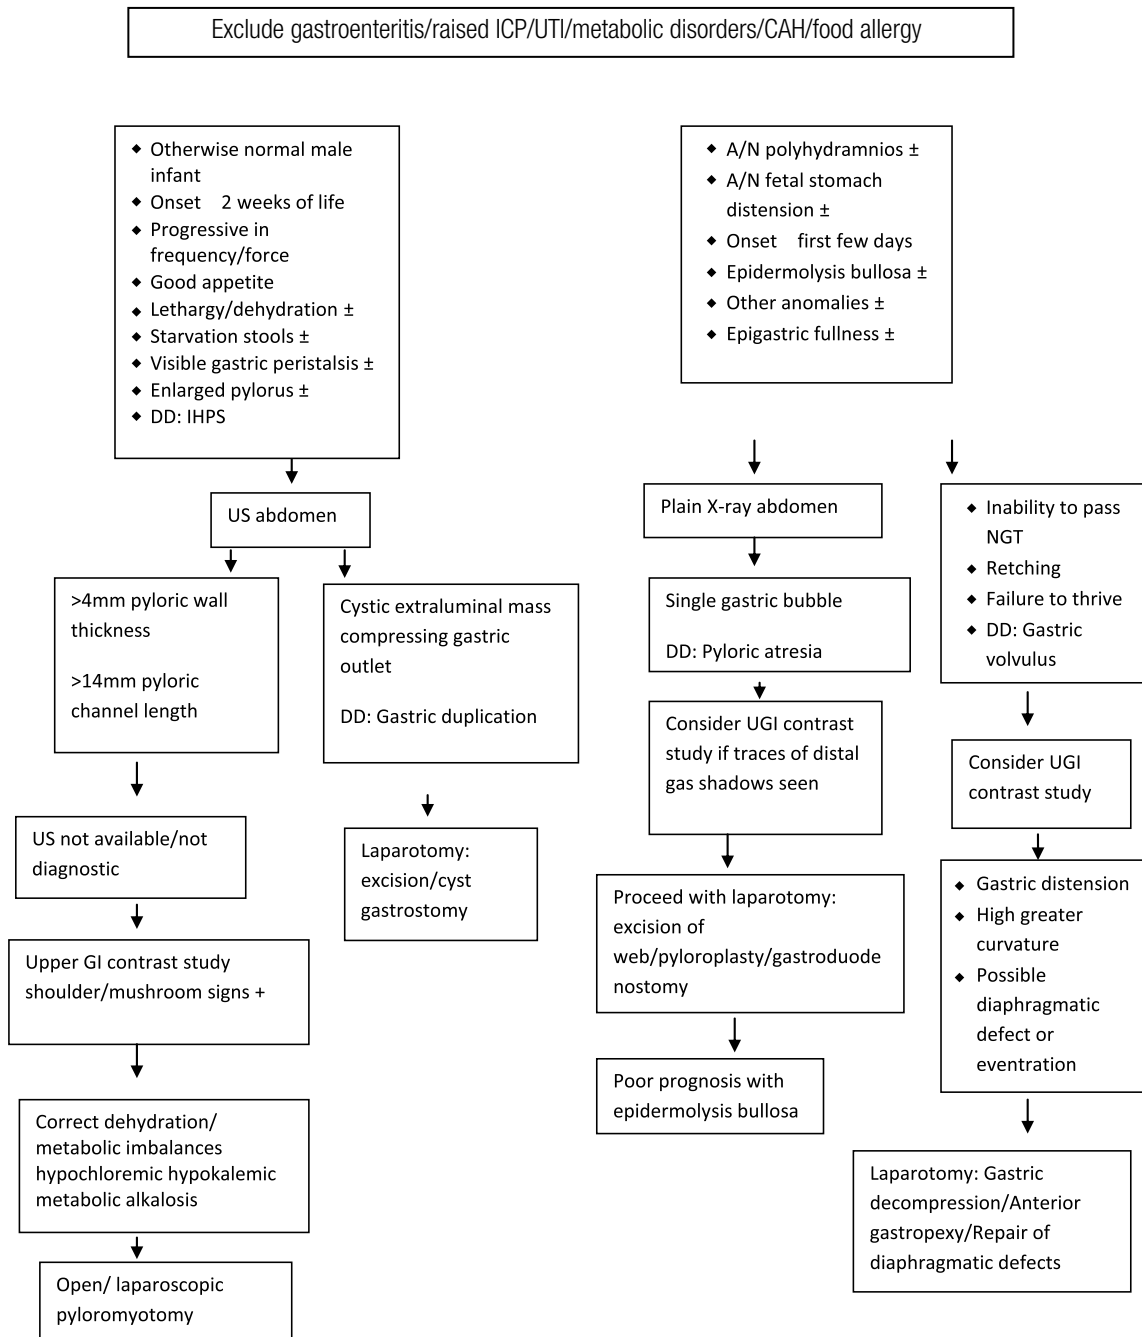 Exclude gastroenteritis/raised ICP/UTI/metabolic disorders/CAH/food allergy
◆ Otherwise normal male
infant
◆ Onset 2 weeks of life
◆ Progressive in
frequency/force
◆ Good appetite
◆ Lethargy/dehydration ±
◆ Starvation stools ±
◆ Visible gastric peristalsis ±
◆ Enlarged pylorus ±
◆ DD: IHPS
US abdomen
>4mm pyloric wall
thickness
>14mm pyloric
channel length
US not available/not
diagnostic
Upper GI contrast study
shoulder/mushroom signs +
Correct dehydration/
metabolic imbalances
hypochloremic hypokalemic
metabolic alkalosis
Open/ laparoscopic
pyloromyotomy
Cystic extraluminal mass
compressing gastric
outlet
DD: Gastric duplication
Laparotomy:
excision/cyst
gastrostomy
◆ A/N polyhydramnios ±
◆ A/N fetal stomach
distension ±
◆ Onset first few days
◆ Epidermolysis bullosa ±
◆ Other anomalies ±
◆ Epigastric fullness ±
Plain X-ray abdomen
Single gastric bubble
DD: Pyloric atresia
Consider UGI contrast
study if traces of distal
gas shadows seen
Proceed with laparotomy:
excision of
web/pyloroplasty/gastroduode
nostomy
Poor prognosis with
epidermolysis bullosa
◆ Inability to pass
NGT
◆ Retching
◆ Failure to thrive
◆ DD: Gastric
volvulus
Consider UGI
contrast study
◆ Gastric distension
◆ High greater
curvature
◆ Possible
diaphragmatic
defect or
eventration
Laparotomy: Gastric
decompression/Anterior
gastropexy/Repair of
diaphragmatic defects